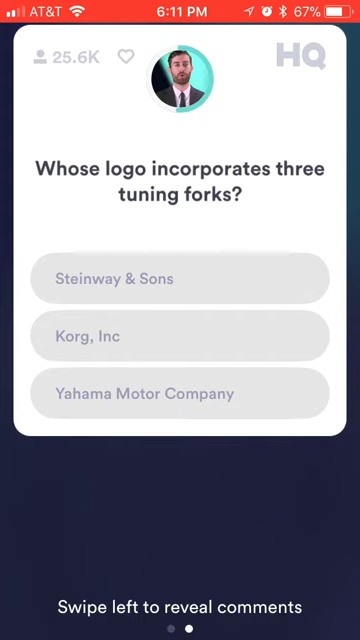 AT&T 6:11 PM 67%
25.6K HQ
Whose logo incorporates three
tuning forks?
Steinway & Sons
Korg, Inc
Yahama Motor Company
Swipe left to reveal comments